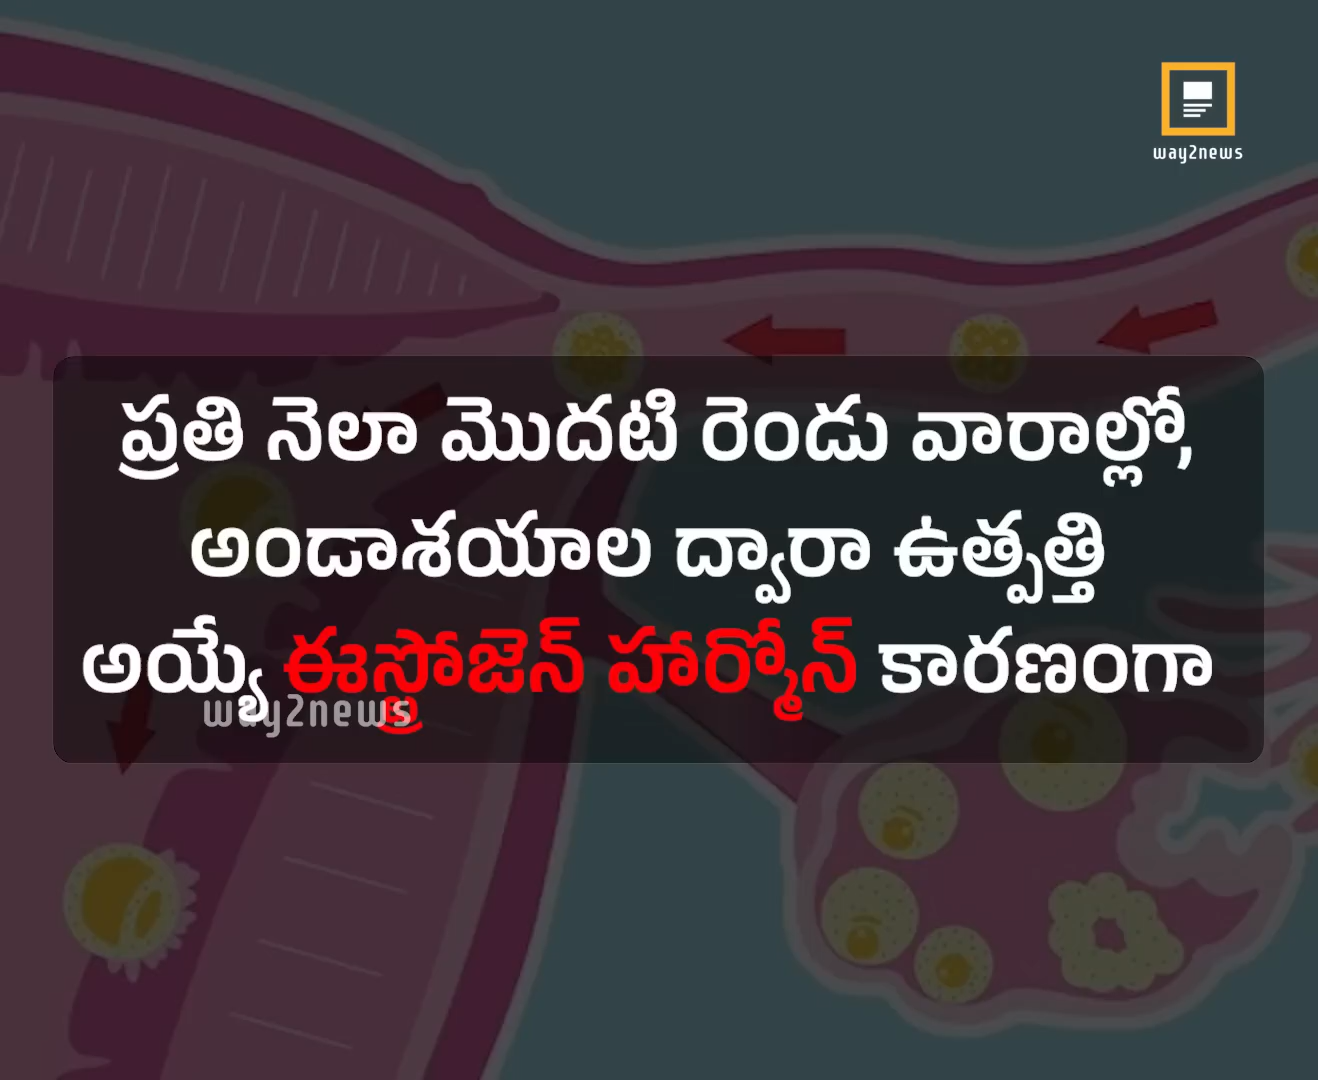 way2news
ప్రతి నెలా మొదటి రెండు వారాల్లో,
అండాశయాల ద్వారా ఉత్పత్తి
అయ్యే ఈస్ట్రోజెన్ హార్మోన్ కారణంగా
way2news